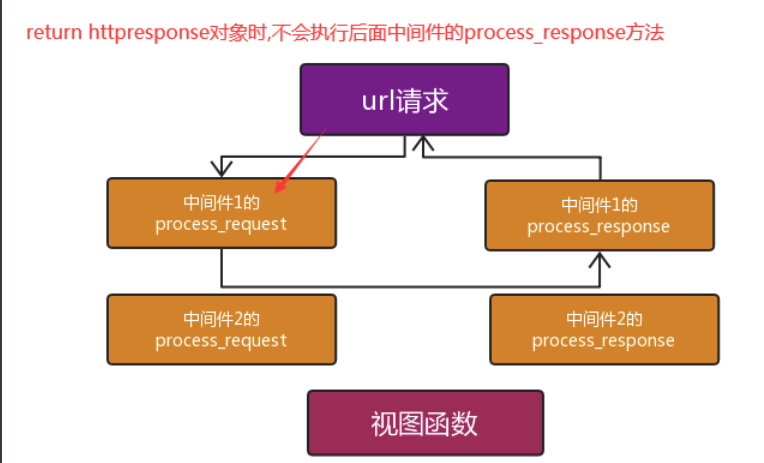 return httpresponse对象时,不会执行后面中间件的process_response方法
url请求
中间件1的
process_request
中间件1的
process_response
中间件2的
process_request
中间件2的
process_response
视图函数